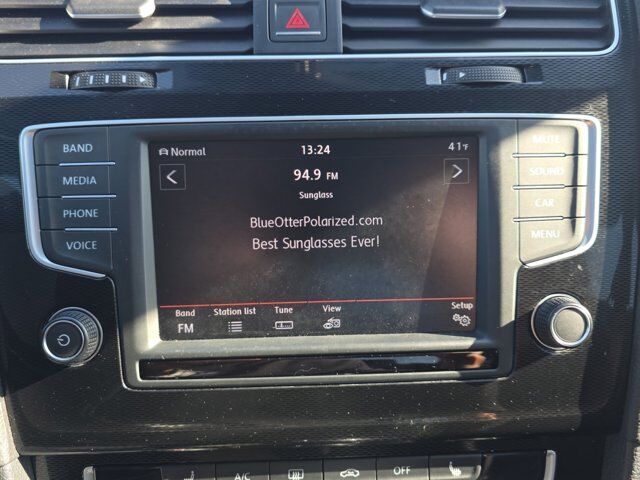 BAND
MEDIA
PHONE
VOICE
Normal
13:24
41°F
94.9 FM
Sunglass
BlueOtterPolarized.com
Best Sunglasses Ever!
Band
Station list
Tune
View
Setup
FM
MUTE
SOUND
CAR
MENU
A/C
OFF